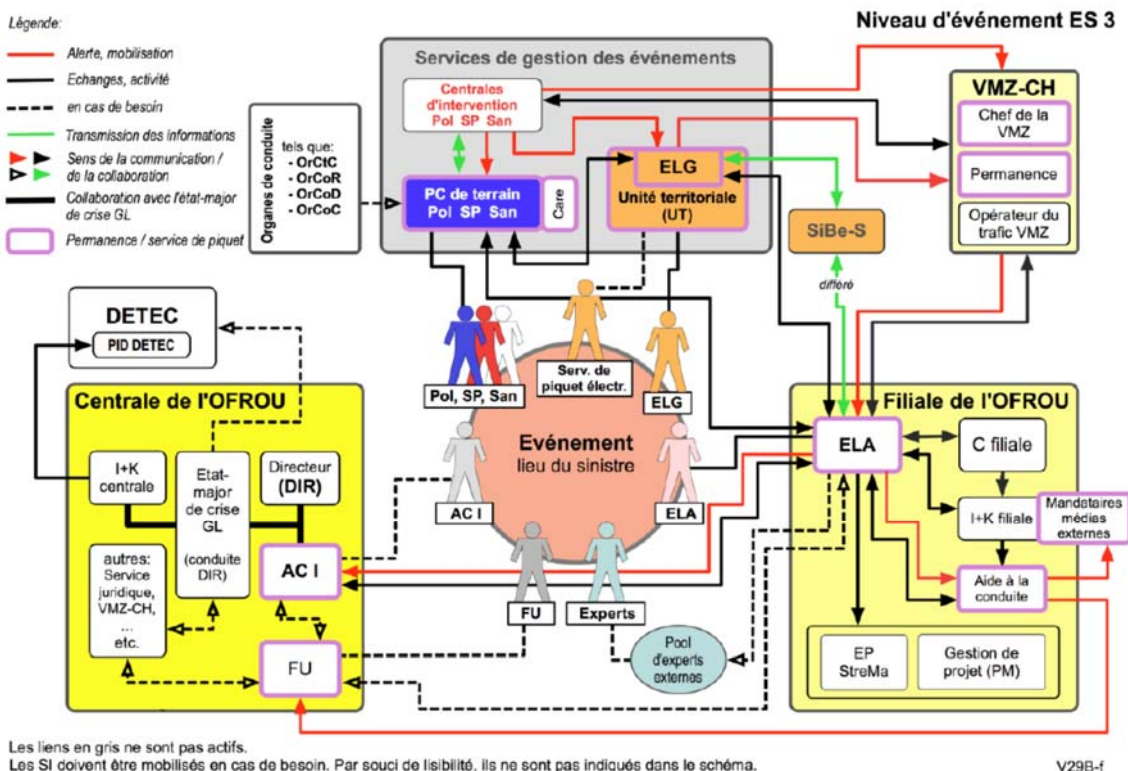 Légende:
Alerte, mobilisation
Echanges, activité
en cas de besoin
Transmission des informations
Sens de la communication /
de la collaboration
Collaboration avec l'état-major
de crise GL
Permanence / service de piquet
Niveau d'événement ES 3
Services de gestion des événements
Centrales
d'intervention
Pol SP San
Organes de conduite
tels que:
- OrCtC
- OrCoR
- OrCoD
- OrCoC
PC de terrain
Pol SP San
Care
ELG
Unité territoriale
(UT)
SiBe-S
différé
VMZ-CH
Chef de la
VMZ
Permanence
Opérateur du
trafic VMZ
DETEC
PID DETEC
Centrale de l'OFROU
I+K
centrale
Etat-
major
de crise
GL
(conduite
DIR)
Directeur
(DIR)
autres:
Service
juridique,
VMZ-CH,
...
etc.
AC I
FU
Pol, SP, San
Serv. de
piquet électr.
ELG
Evénement
lieu du sinistre
AC I
ELA
FU
Experts
Pool
d'experts
externes
Filiale de l'OFROU
ELA
C filiale
I+K filiale
Mandataires
médias
externes
Aide à la
conduite
EP
StreMa
Gestion de
projet (PM)
Les liens en gris ne sont pas actifs.
Les SI doivent être mobilisés en cas de besoin. Par souci de lisibilité, ils ne sont pas indiqués dans le schéma.
V29B-f